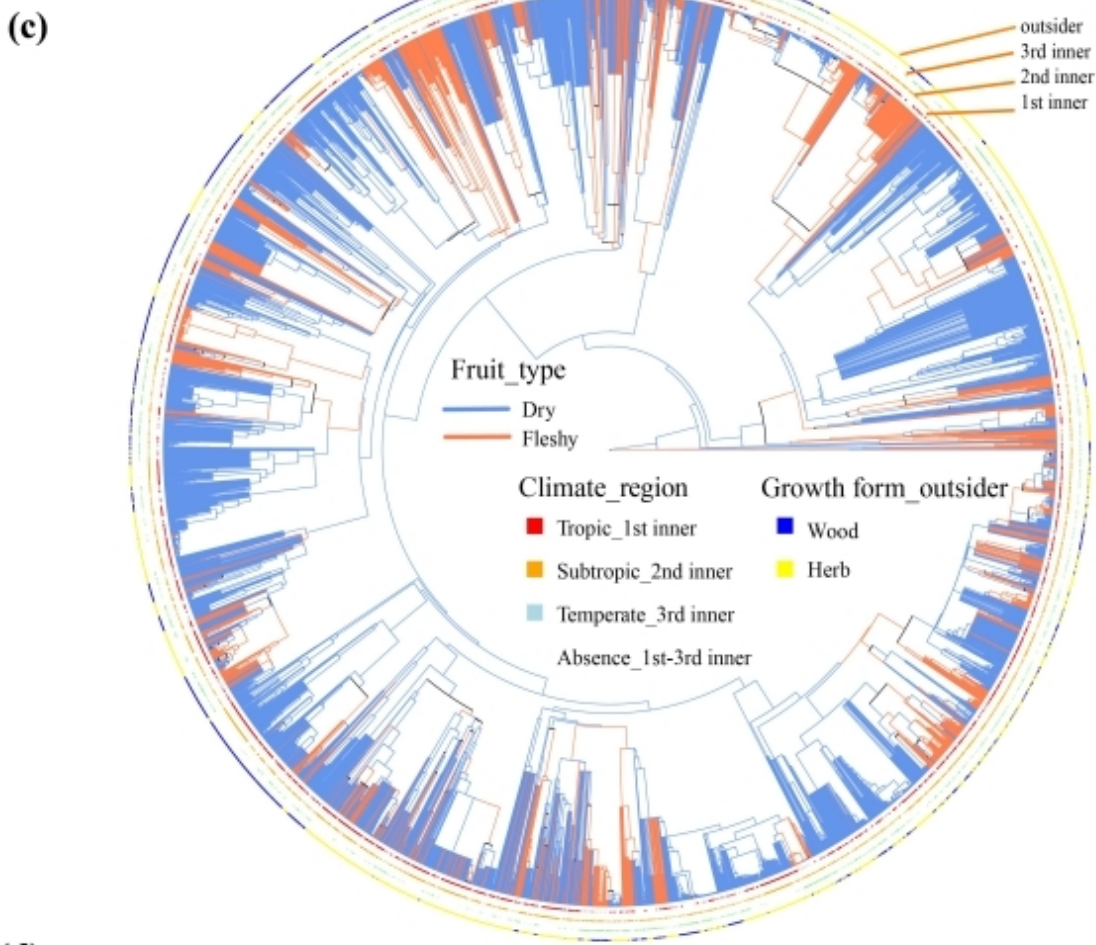 (c)
outsider
3rd inner
2nd inner
1st inner
Fruit_type
Dry
Fleshy
Climate_region
Tropic_1st inner
Subtropic_2nd inner
Temperate_3rd inner
Absence_1st-3rd inner
Growth form_outsider
Wood
Herb